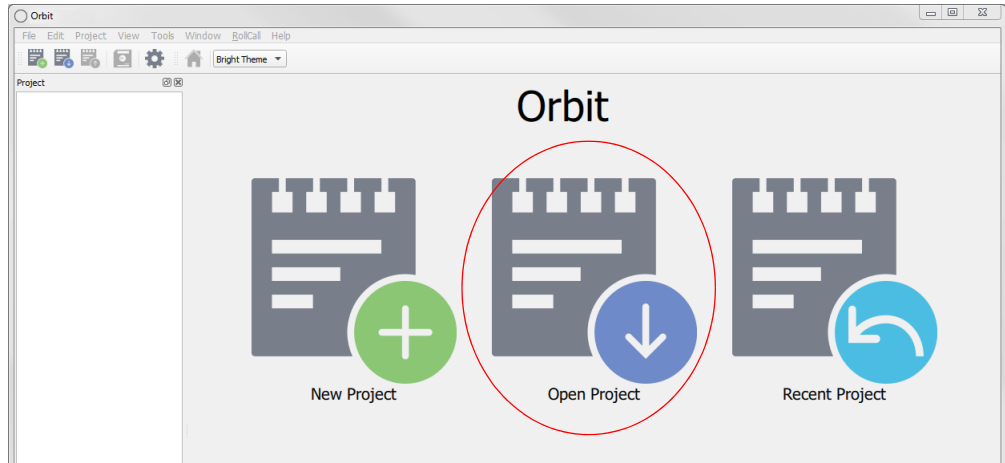 Orbit
File Edit Project View Tools Window RollCall Help
Bright Theme
Project
Orbit
New Project Open Project Recent Project